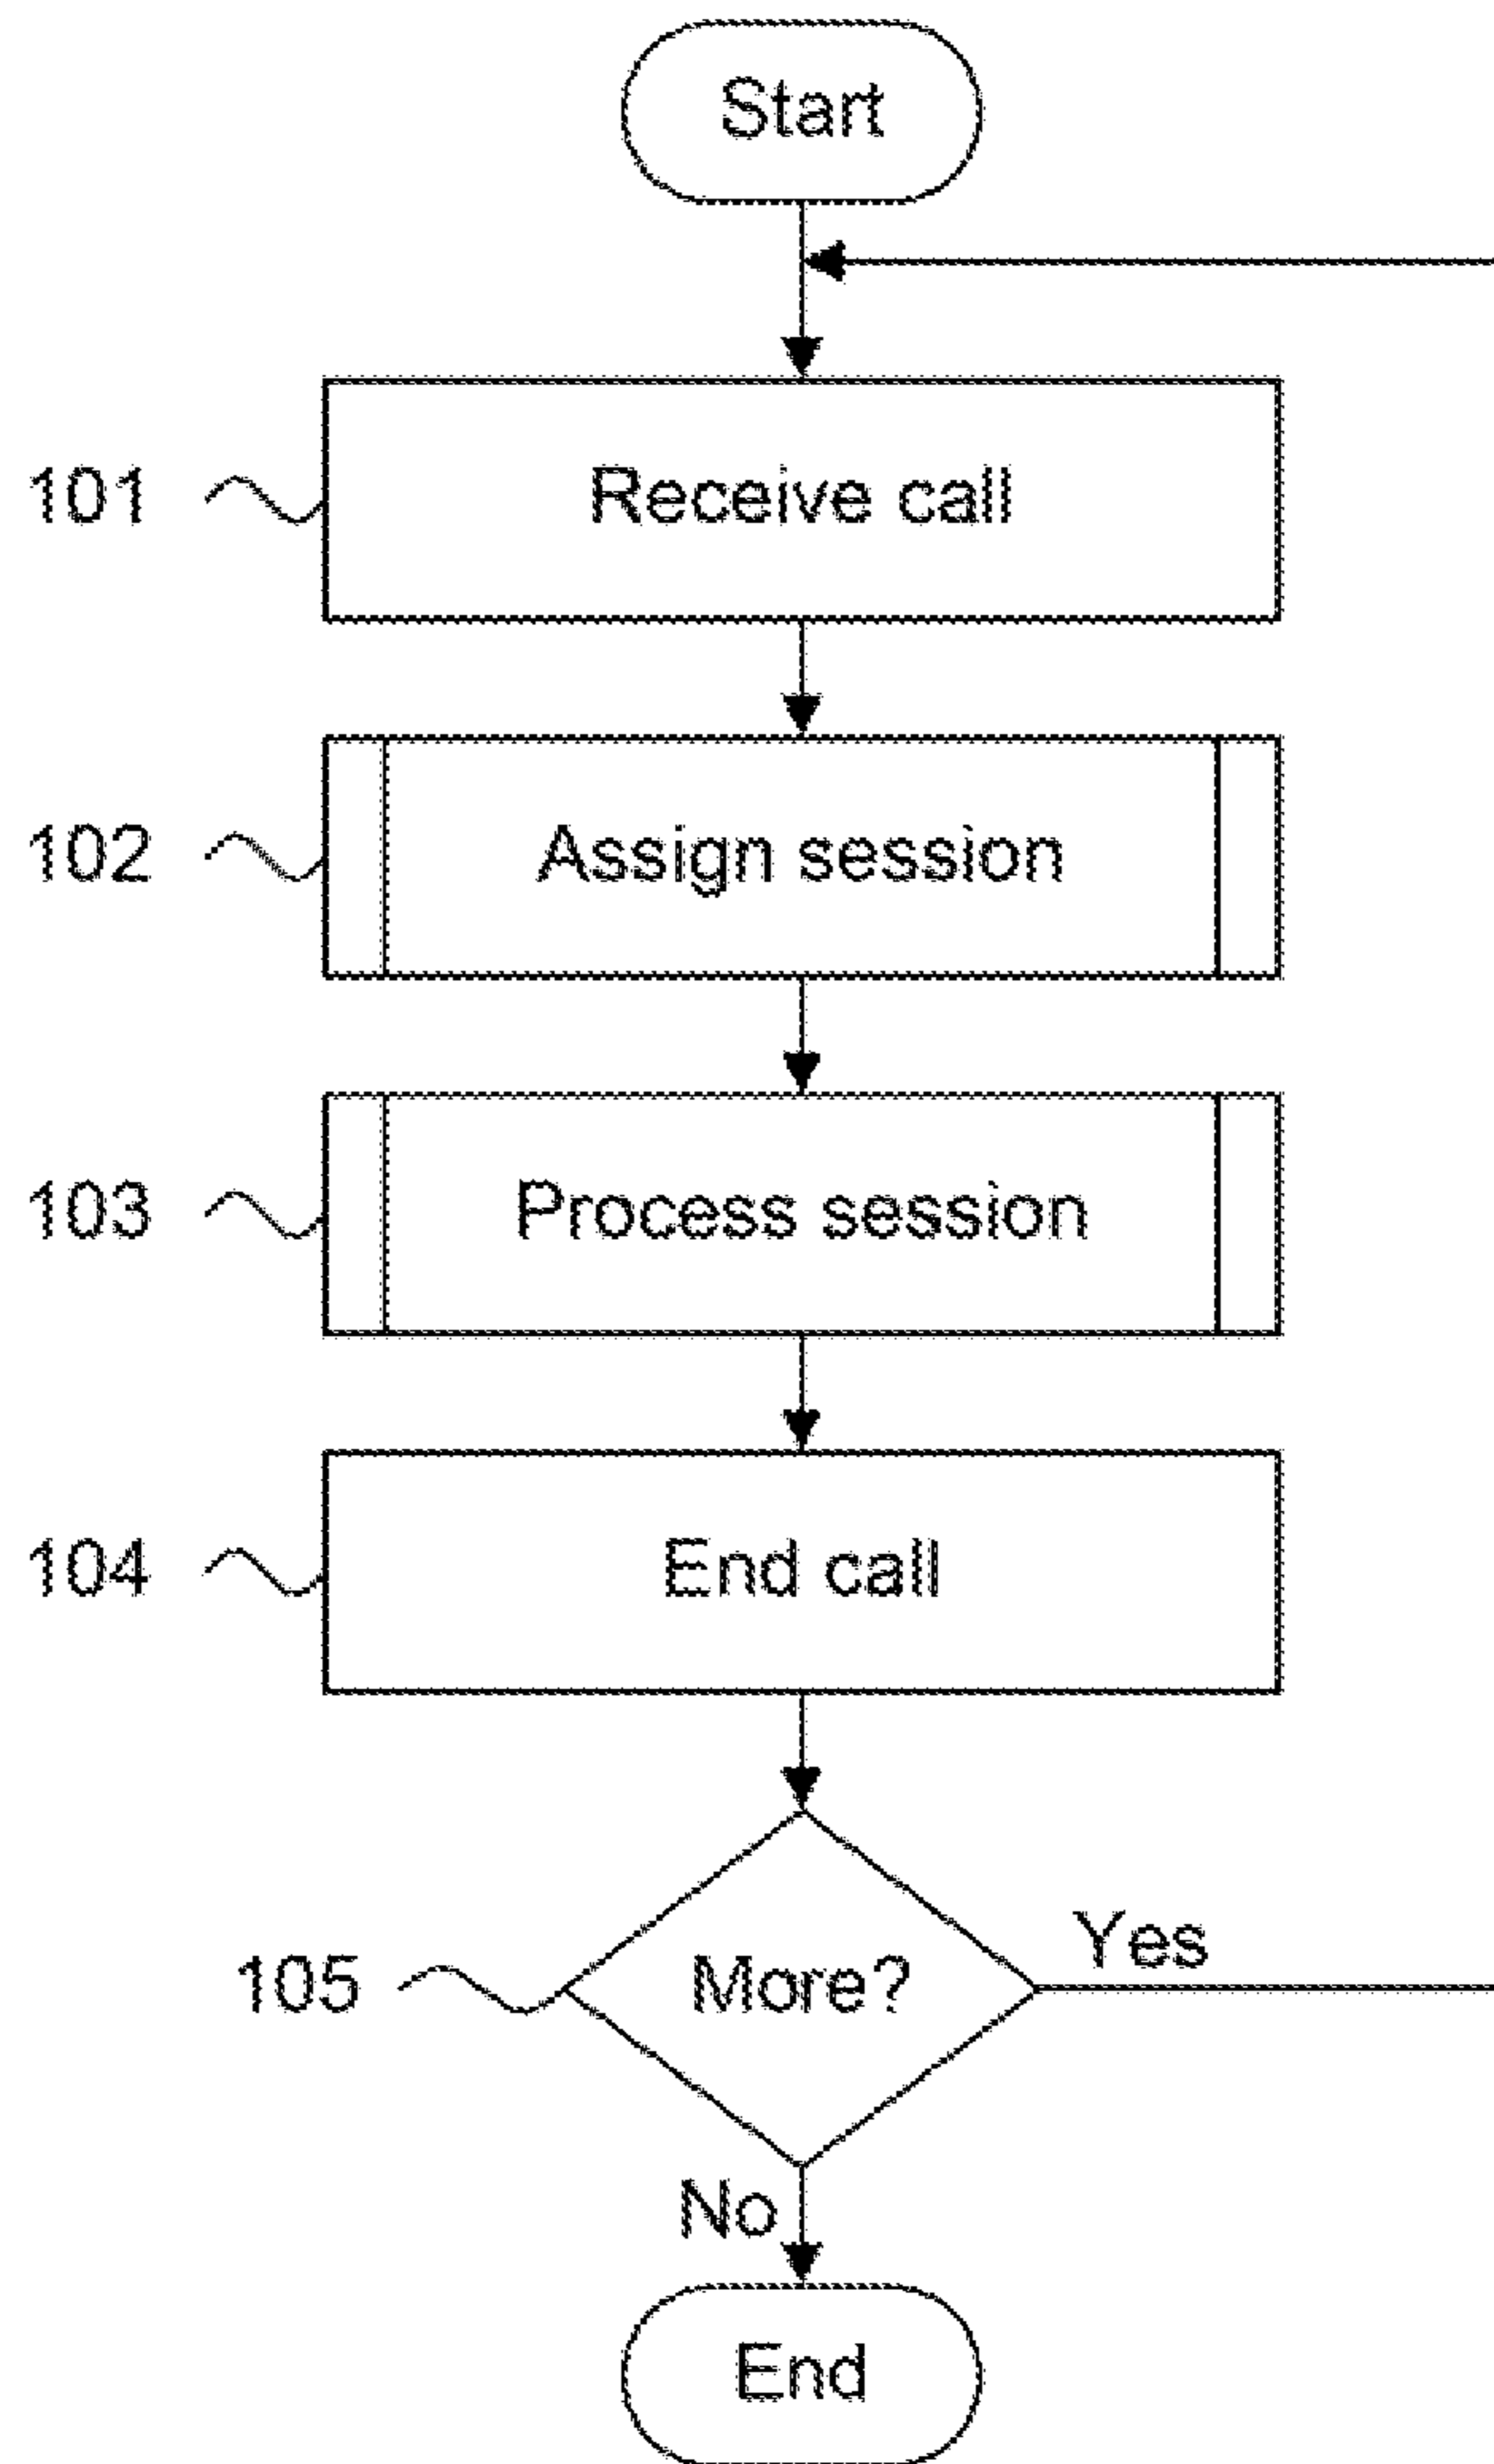 Start
101 Receive call
102 Assign session
103 Process session
104 End call
105 More? Yes
No
End